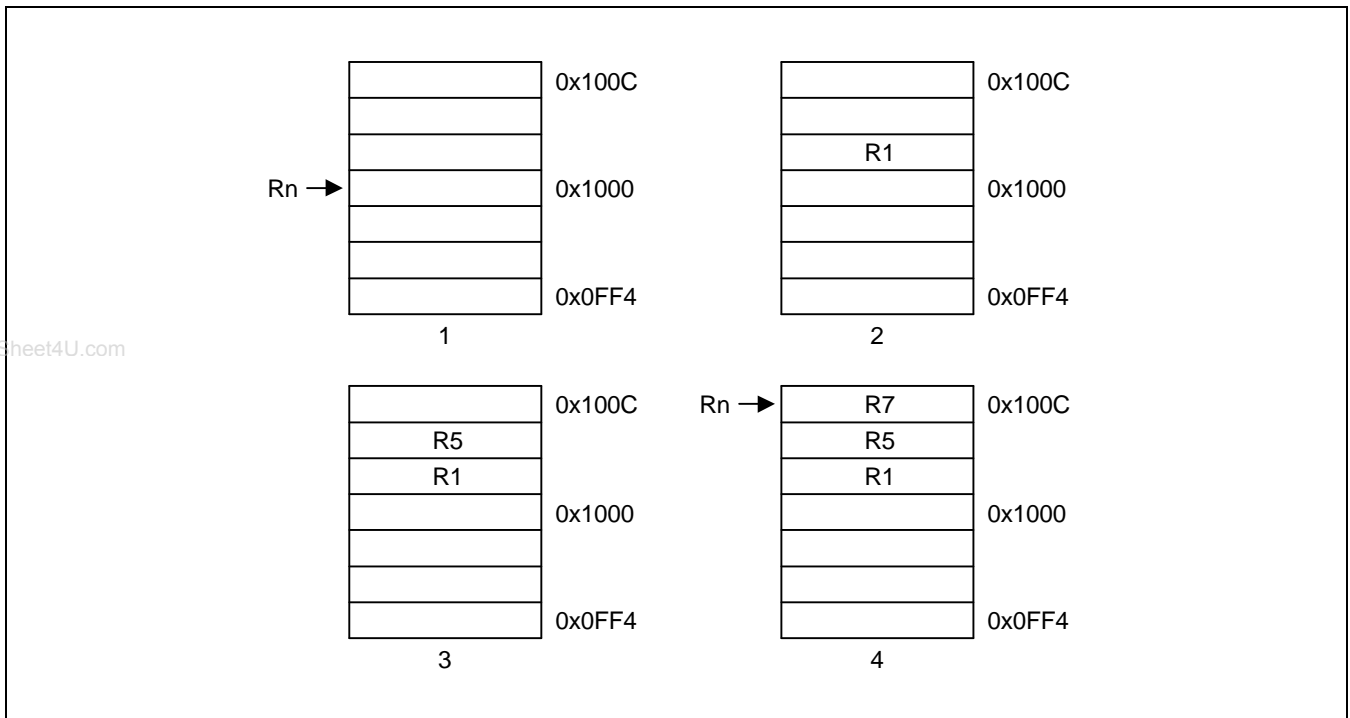 0x100C
Rn
0x1000
0x0FF4
1
0x100C
R1
0x1000
0x0FF4
2
Sheet4U.com
0x100C
R5
R1
0x1000
0x0FF4
3
Rn
R7
0x100C
R5
R1
0x1000
0x0FF4
4